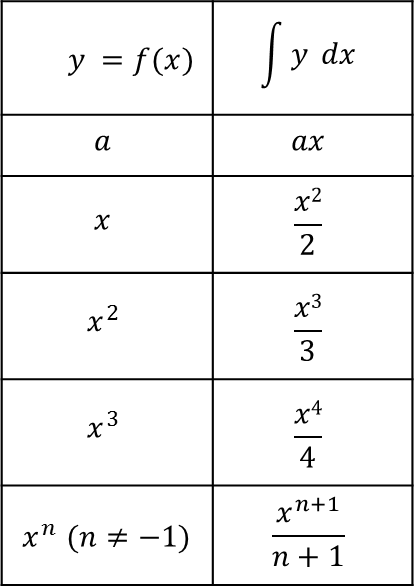 y = f(x) ∫ y dx
a ax
x x²/2
x² x³/3
x³ x⁴/4
xⁿ (n ≠ −1) xⁿ⁺¹/n + 1